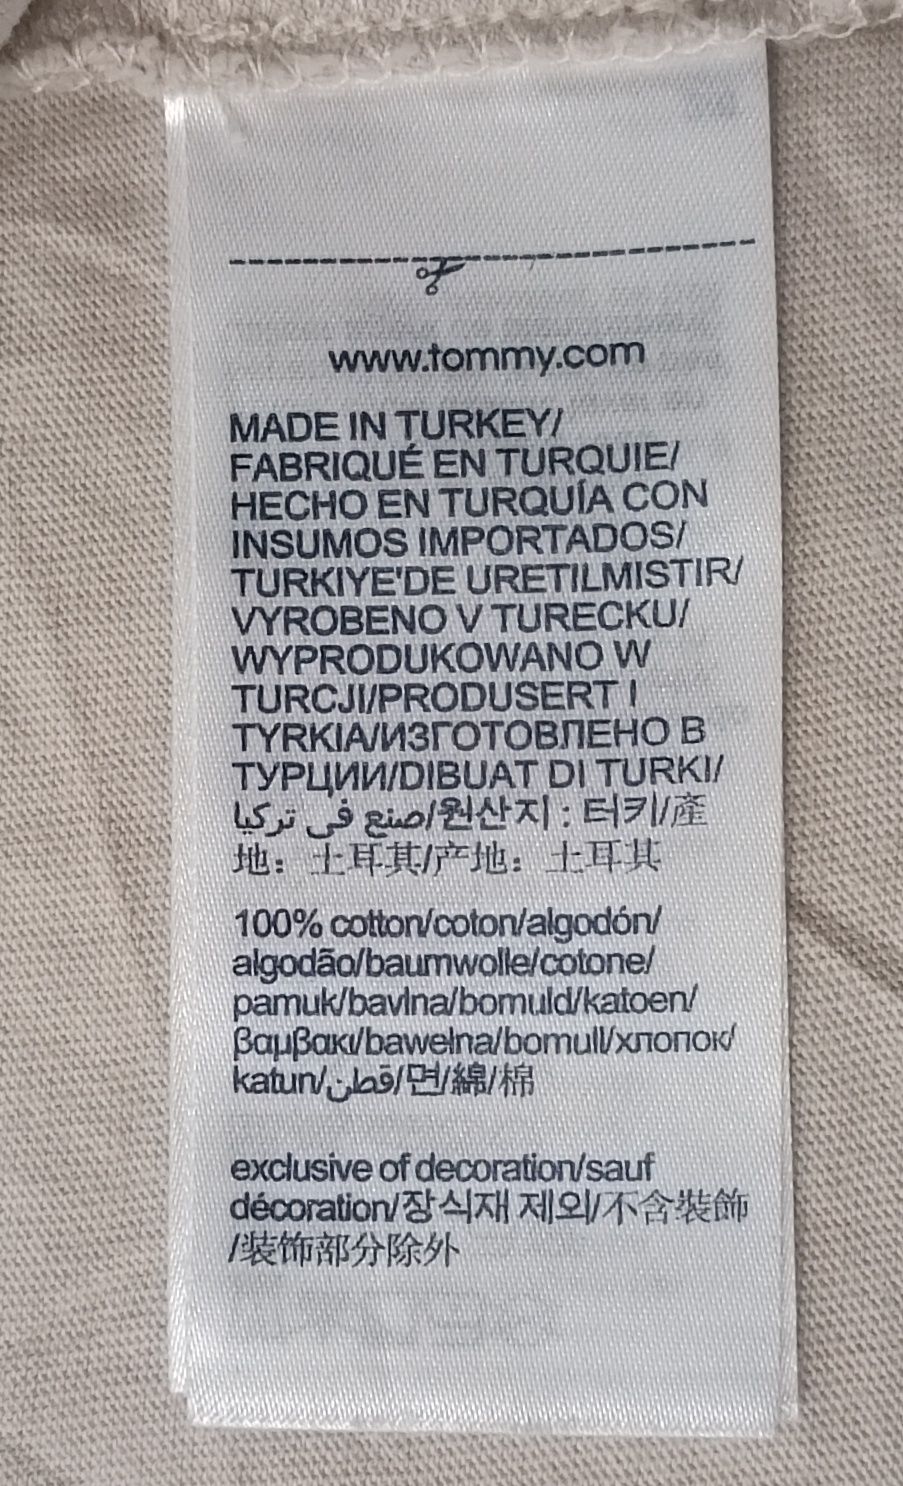 www.tommy.com
MADE IN TURKEY/
FABRIQUÉ EN TURQUIE/
HECHO EN TURQUÍA CON
INSUMOS IMPORTADOS/
TURKIYE'DE URETILMISTIR/
VYROBENO V TURECKU/
WYPRODUKOWANO W
TURCJI/PRODUSERT I
TYRKIA/ИЗГОТОВЛЕНО В
ТУРЦИИ/DIBUAT DI TURKI/
صنع في تركيا/원산지 : 터키/產
地：土耳其/产地：土耳其
100% cotton/coton/algodón/
algodão/baumwolle/cotone/
pamuk/bavlna/bomuld/katoen/
βαμβακι/bawełna/bomull/хлопок/
katun/قطن/면/綿/棉
exclusive of decoration/sauf
décoration/장식재 제외/不含裝飾
/装饰部分除外